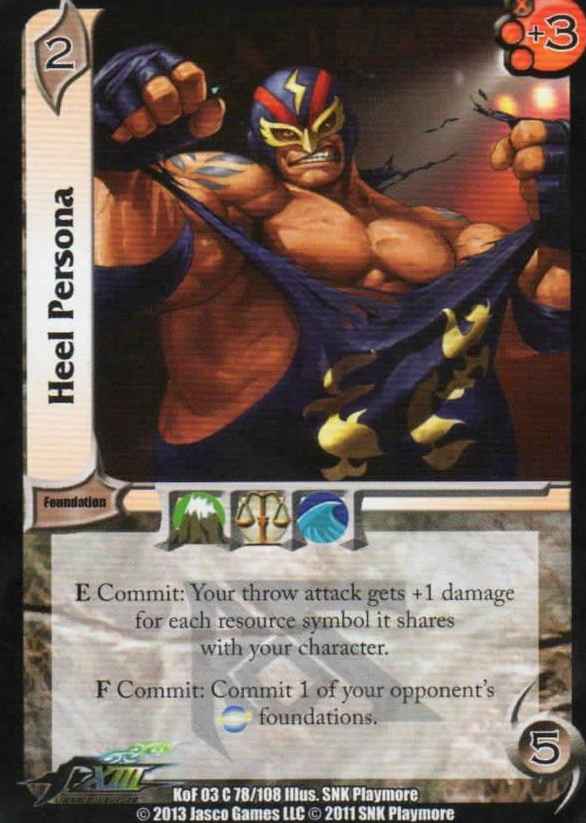 2
+3
Heel Persona
Foundation
E Commit: Your throw attack gets +1 damage
for each resource symbol it shares
with your character.
F Commit: Commit 1 of your opponent's
foundations.
5
XIII
KoF 03 C 78/108 Illus. SNK Playmore
© 2013 Jasco Games LLC © 2011 SNK Playmore